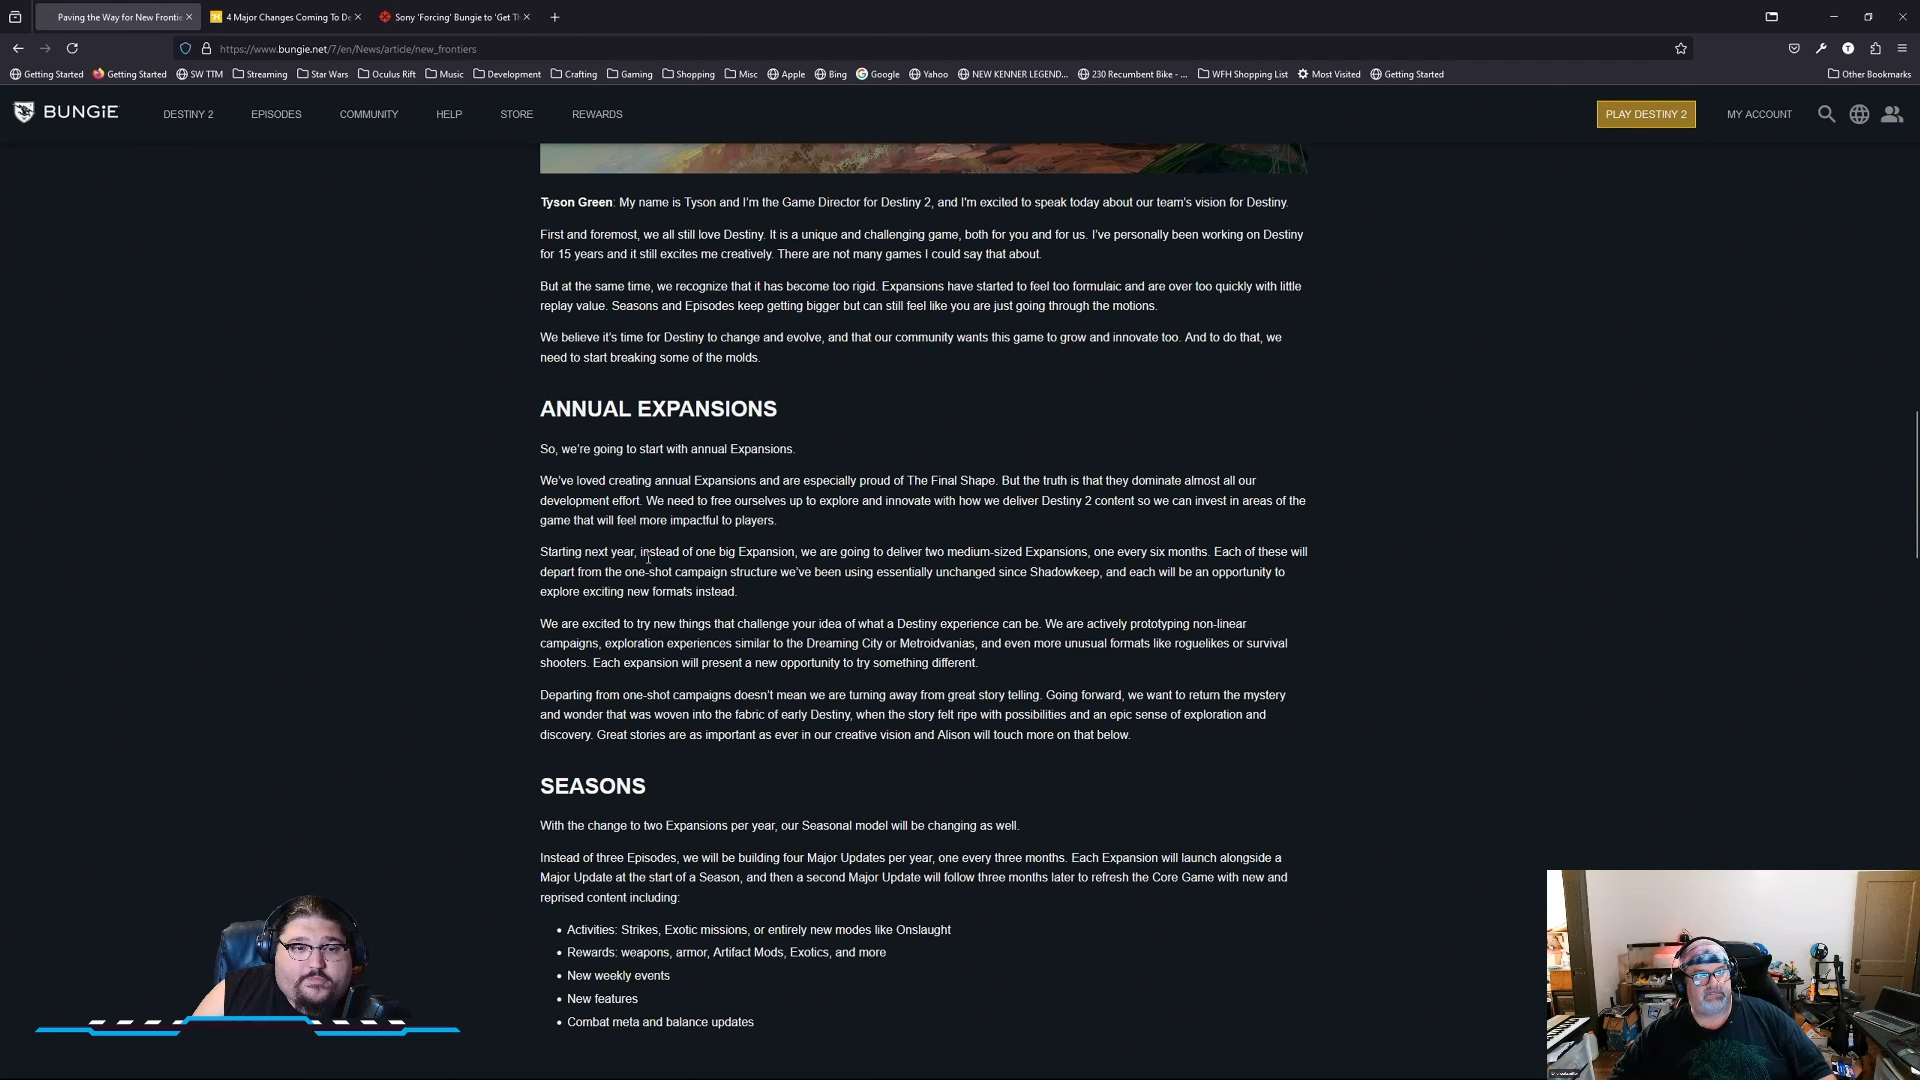 Paving the Way for New Frontie
4 Major Changes Coming To De
Sony 'Forcing' Bungie to 'Get Th
https://www.bungie.net/7/en/News/article/new_frontiers
Getting Started
Getting Started
SW TTM
Streaming
Star Wars
Oculus Rift
Music
Development
Crafting
Gaming
Shopping
Misc
Apple
Bing
Google
Yahoo
NEW KENNER LEGEND...
230 Recumbent Bike - ...
WFH Shopping List
Most Visited
Getting Started
Other Bookmarks
BUNGiE
DESTINY 2
EPISODES
COMMUNITY
HELP
STORE
REWARDS
PLAY DESTINY 2
MY ACCOUNT
Tyson Green: My name is Tyson and I'm the Game Director for Destiny 2, and I'm excited to speak today about our team's vision for Destiny.
First and foremost, we all still love Destiny. It is a unique and challenging game, both for you and for us. I've personally been working on Destiny
for 15 years and it still excites me creatively. There are not many games I could say that about.
But at the same time, we recognize that it has become too rigid. Expansions have started to feel too formulaic and are over too quickly with little
replay value. Seasons and Episodes keep getting bigger but can still feel like you are just going through the motions.
We believe it's time for Destiny to change and evolve, and that our community wants this game to grow and innovate too. And to do that, we
need to start breaking some of the molds.
ANNUAL EXPANSIONS
So, we're going to start with annual Expansions.
We've loved creating annual Expansions and are especially proud of The Final Shape. But the truth is that they dominate almost all our
development effort. We need to free ourselves up to explore and innovate with how we deliver Destiny 2 content so we can invest in areas of the
game that will feel more impactful to players.
Starting next year, instead of one big Expansion, we are going to deliver two medium-sized Expansions, one every six months. Each of these will
depart from the one-shot campaign structure we've been using essentially unchanged since Shadowkeep, and each will be an opportunity to
explore exciting new formats instead.
We are excited to try new things that challenge your idea of what a Destiny experience can be. We are actively prototyping non-linear
campaigns, exploration experiences similar to the Dreaming City or Metroidvanias, and even more unusual formats like roguelikes or survival
shooters. Each expansion will present a new opportunity to try something different.
Departing from one-shot campaigns doesn't mean we are turning away from great story telling. Going forward, we want to return the mystery
and wonder that was woven into the fabric of early Destiny, when the story felt ripe with possibilities and an epic sense of exploration and
discovery. Great stories are as important as ever in our creative vision and Alison will touch more on that below.
SEASONS
With the change to two Expansions per year, our Seasonal model will be changing as well.
Instead of three Episodes, we will be building four Major Updates per year, one every three months. Each Expansion will launch alongside a
Major Update at the start of a Season, and then a second Major Update will follow three months later to refresh the Core Game with new and
reprised content including:
• Activities: Strikes, Exotic missions, or entirely new modes like Onslaught
• Rewards: weapons, armor, Artifact Mods, Exotics, and more
• New weekly events
• New features
• Combat meta and balance updates